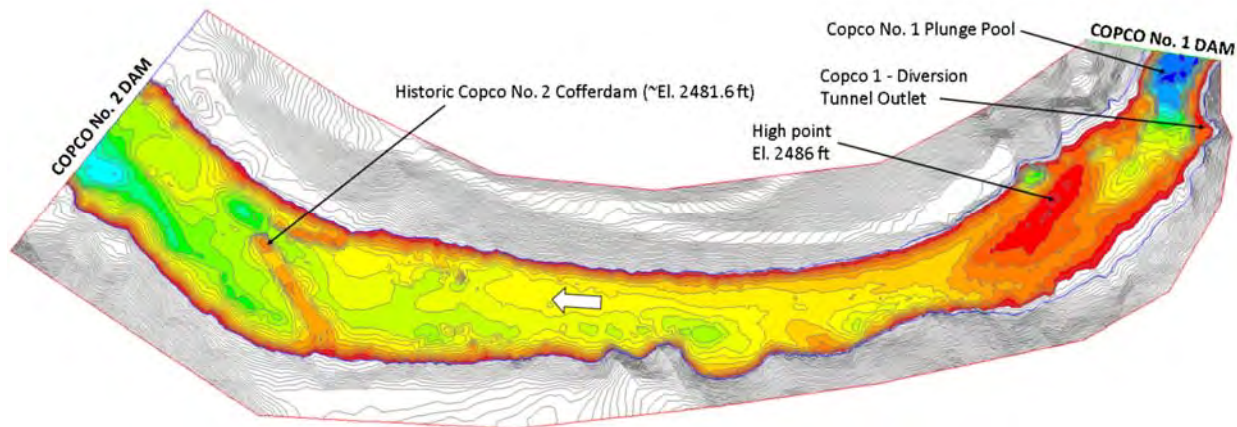 Copco No. 1 Plunge Pool
COPCO No. 1 DAM
Copco 1 - Diversion
Tunnel Outlet
High point
El. 2486 ft
Historic Copco No. 2 Cofferdam (~El. 2481.6 ft)
COPCO No. 2 DAM